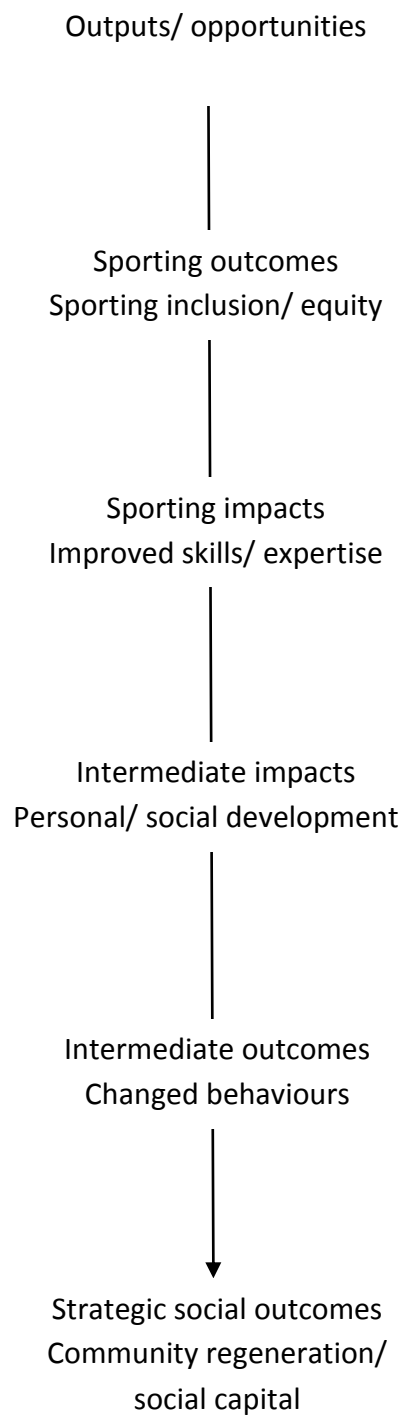 Outputs/ opportunities
Sporting outcomes
Sporting inclusion/ equity
Sporting impacts
Improved skills/ expertise
Intermediate impacts
Personal/ social development
Intermediate outcomes
Changed behaviours
Strategic social outcomes
Community regeneration/
social capital